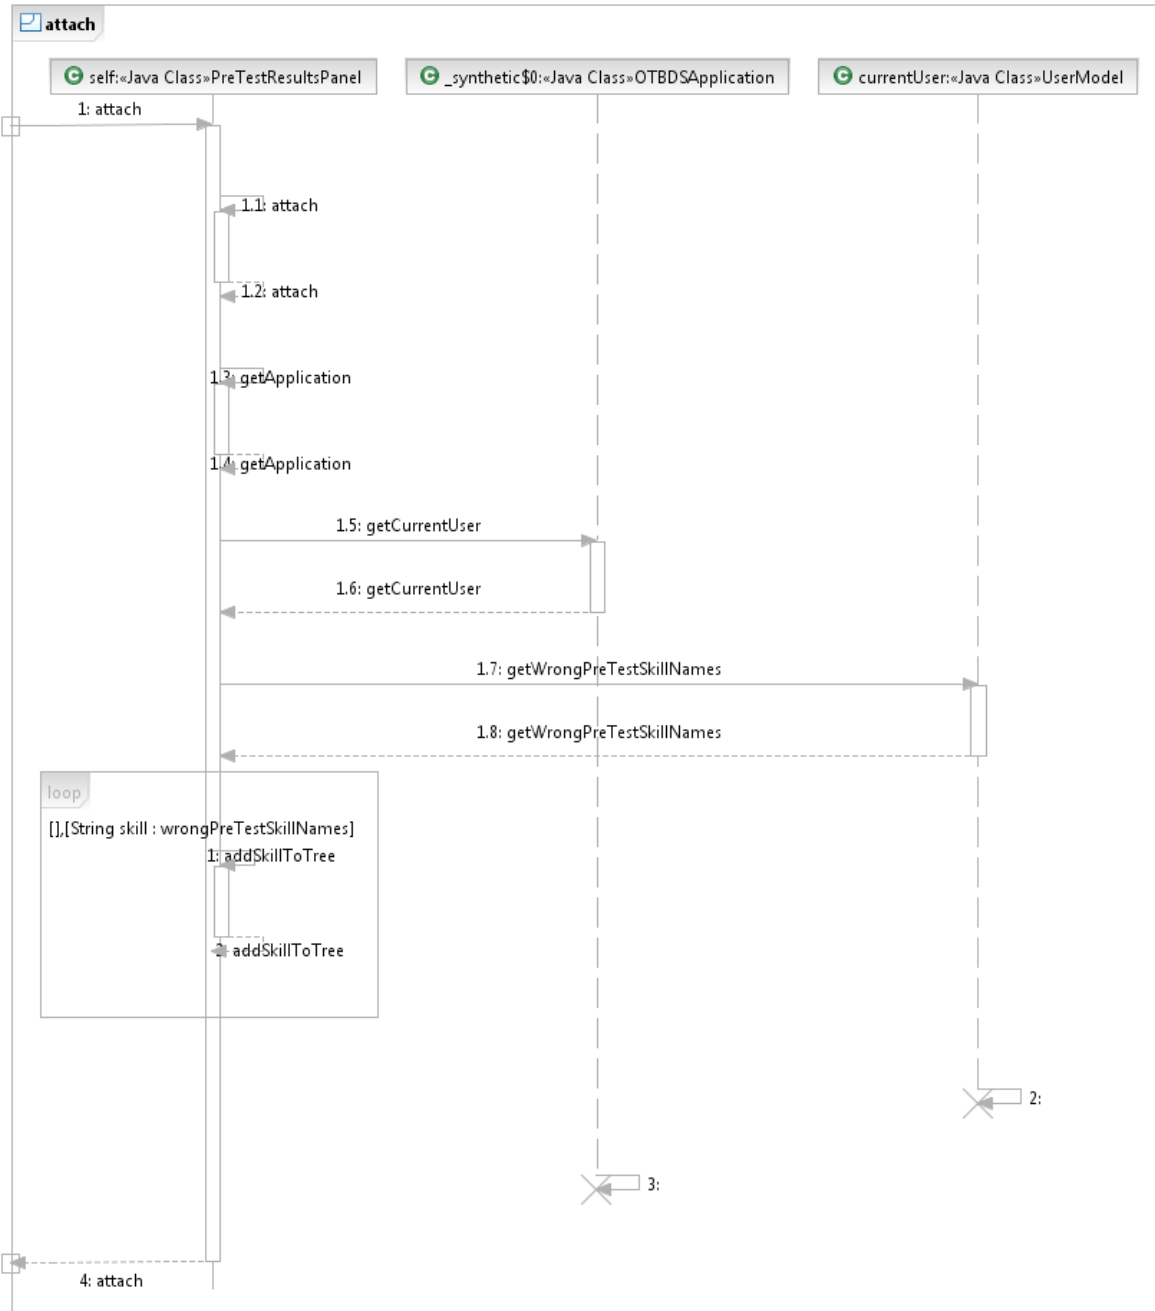 attach
self:«Java Class»PreTestResultsPanel
_synthetic$0:«Java Class»OTBDSApplication
currentUser:«Java Class»UserModel
1: attach
1.1: attach
1.2: attach
1.3: getApplication
1.4: getApplication
1.5: getCurrentUser
1.6: getCurrentUser
1.7: getWrongPreTestSkillNames
1.8: getWrongPreTestSkillNames
loop
[],[String skill : wrongPreTestSkillNames]
1: addSkillToTree
2: addSkillToTree
2:
3:
4: attach